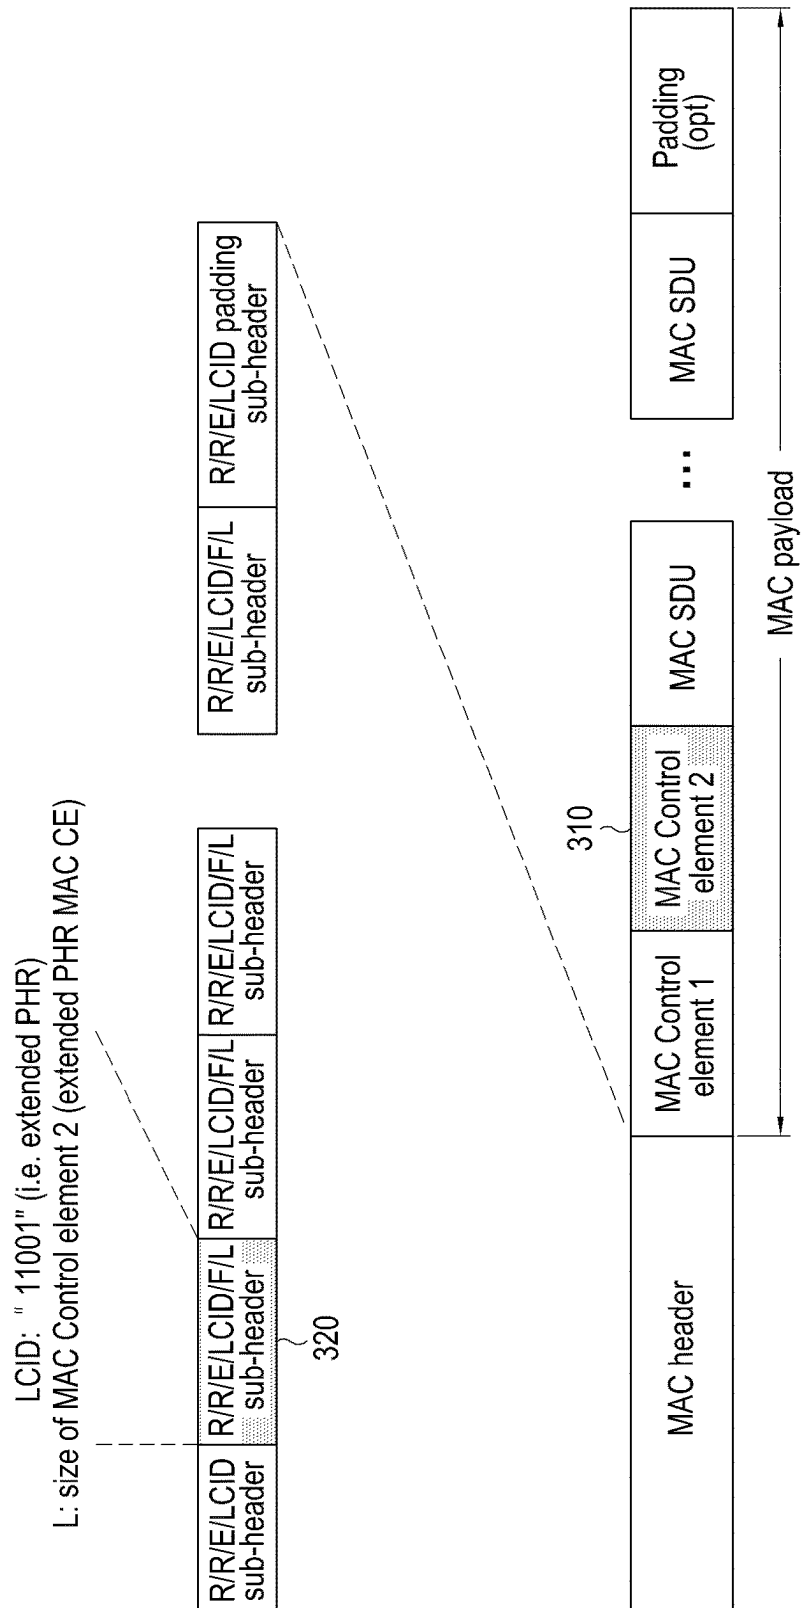 LCID: " 11001" (i.e. extended PHR)
L: size of MAC Control element 2 (extended PHR MAC CE)
R/R/E/LCID
sub-header
R/R/E/LCID/F/L
sub-header
R/R/E/LCID/F/L
sub-header
R/R/E/LCID/F/L
sub-header
R/R/E/LCID/F/L
sub-header
R/R/E/LCID padding
sub-header
320
310
MAC header
MAC Control
element 1
MAC Control
element 2
MAC SDU
...
MAC SDU
Padding
(opt)
MAC payload